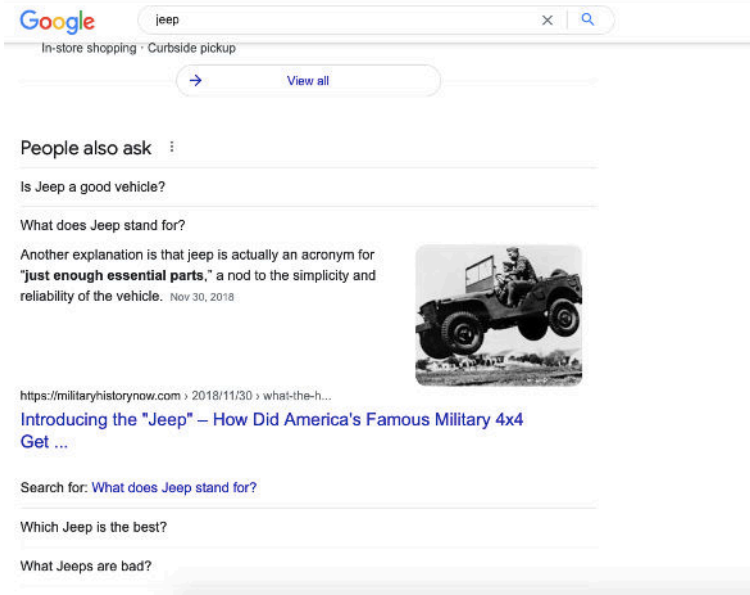 Google
jeep
In-store shopping · Curbside pickup
View all
People also ask
Is Jeep a good vehicle?
What does Jeep stand for?
Another explanation is that jeep is actually an acronym for
"just enough essential parts," a nod to the simplicity and
reliability of the vehicle. Nov 30, 2018
https://militaryhistorynow.com › 2018/11/30 › what-the-h...
Introducing the "Jeep" – How Did America's Famous Military 4x4
Get ...
Search for: What does Jeep stand for?
Which Jeep is the best?
What Jeeps are bad?